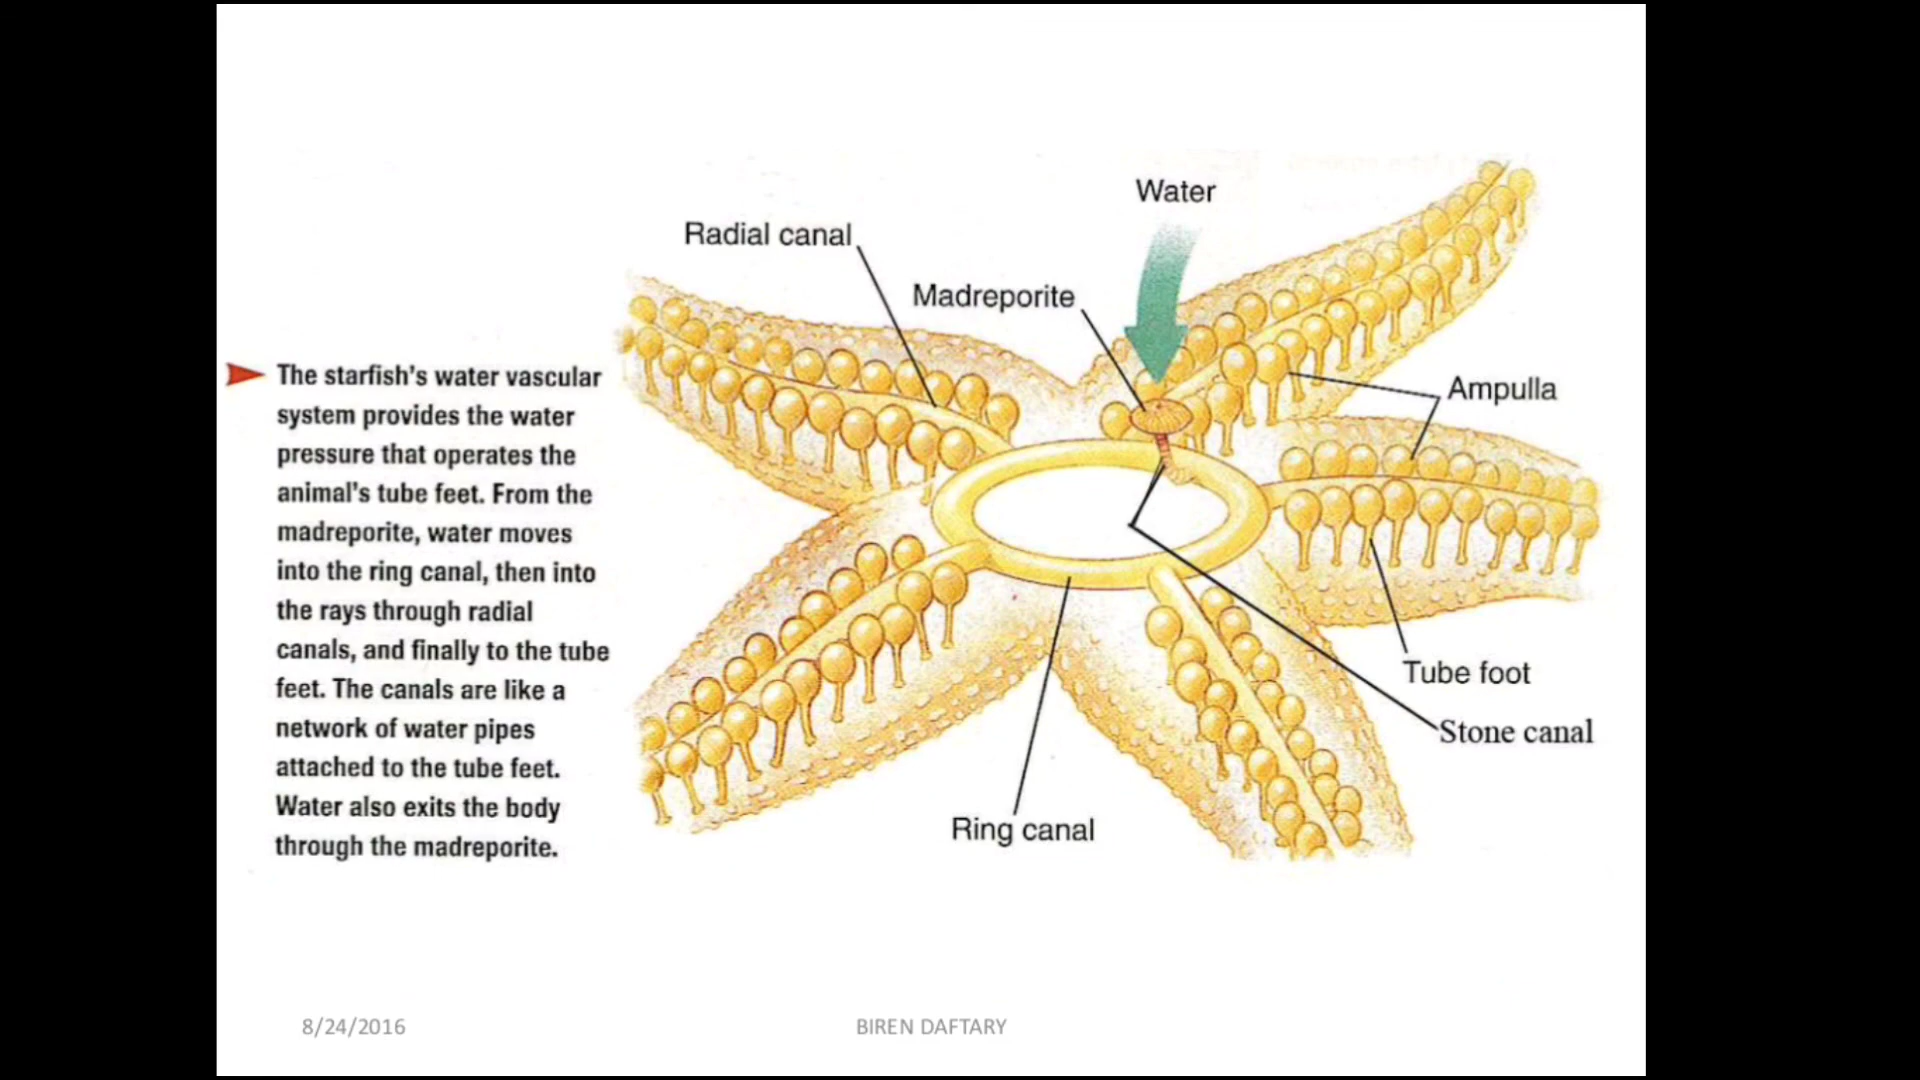 Water
Radial canal
Madreporite
The starfish's water vascular
system provides the water
pressure that operates the
animal's tube feet. From the
madreporite, water moves
into the ring canal, then into
the rays through radial
canals, and finally to the tube
feet. The canals are like a
network of water pipes
attached to the tube feet.
Water also exits the body
through the madreporite.
Ampulla
Tube foot
Stone canal
Ring canal
8/24/2016
BIREN DAFTARY